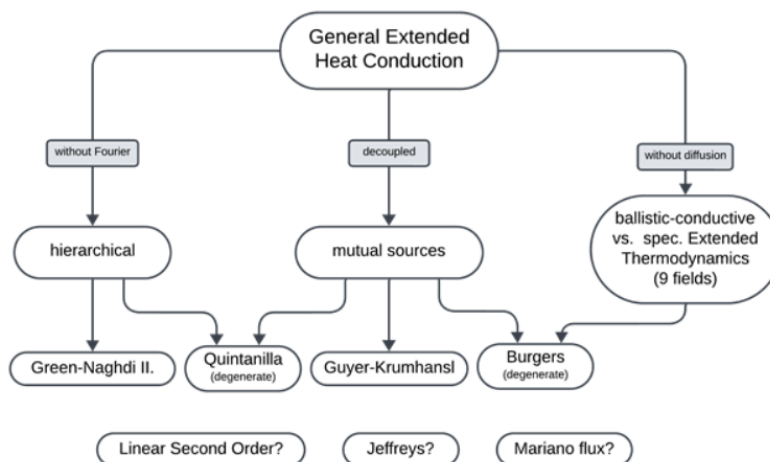 General Extended
Heat Conduction
without Fourier
decoupled
without diffusion
hierarchical
mutual sources
ballistic-conductive
vs. spec. Extended
Thermodynamics
(9 fields)
Green-Naghdi II.
Quintanilla
(degenerate)
Guyer-Krumhansl
Burgers
(degenerate)
Linear Second Order?
Jeffreys?
Mariano flux?